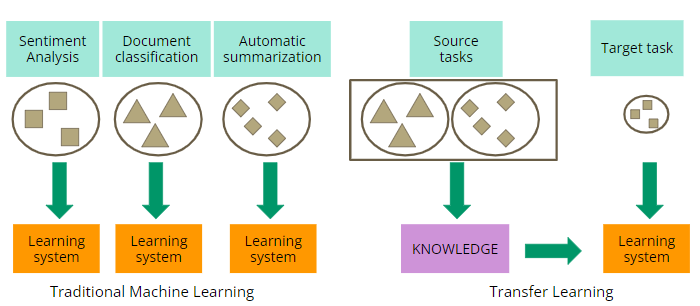 Sentiment
Analysis
Document
classification
Automatic
summarization
Source
tasks
Target task
Learning
system
Learning
system
Learning
system
KNOWLEDGE
Learning
system
Traditional Machine Learning
Transfer Learning